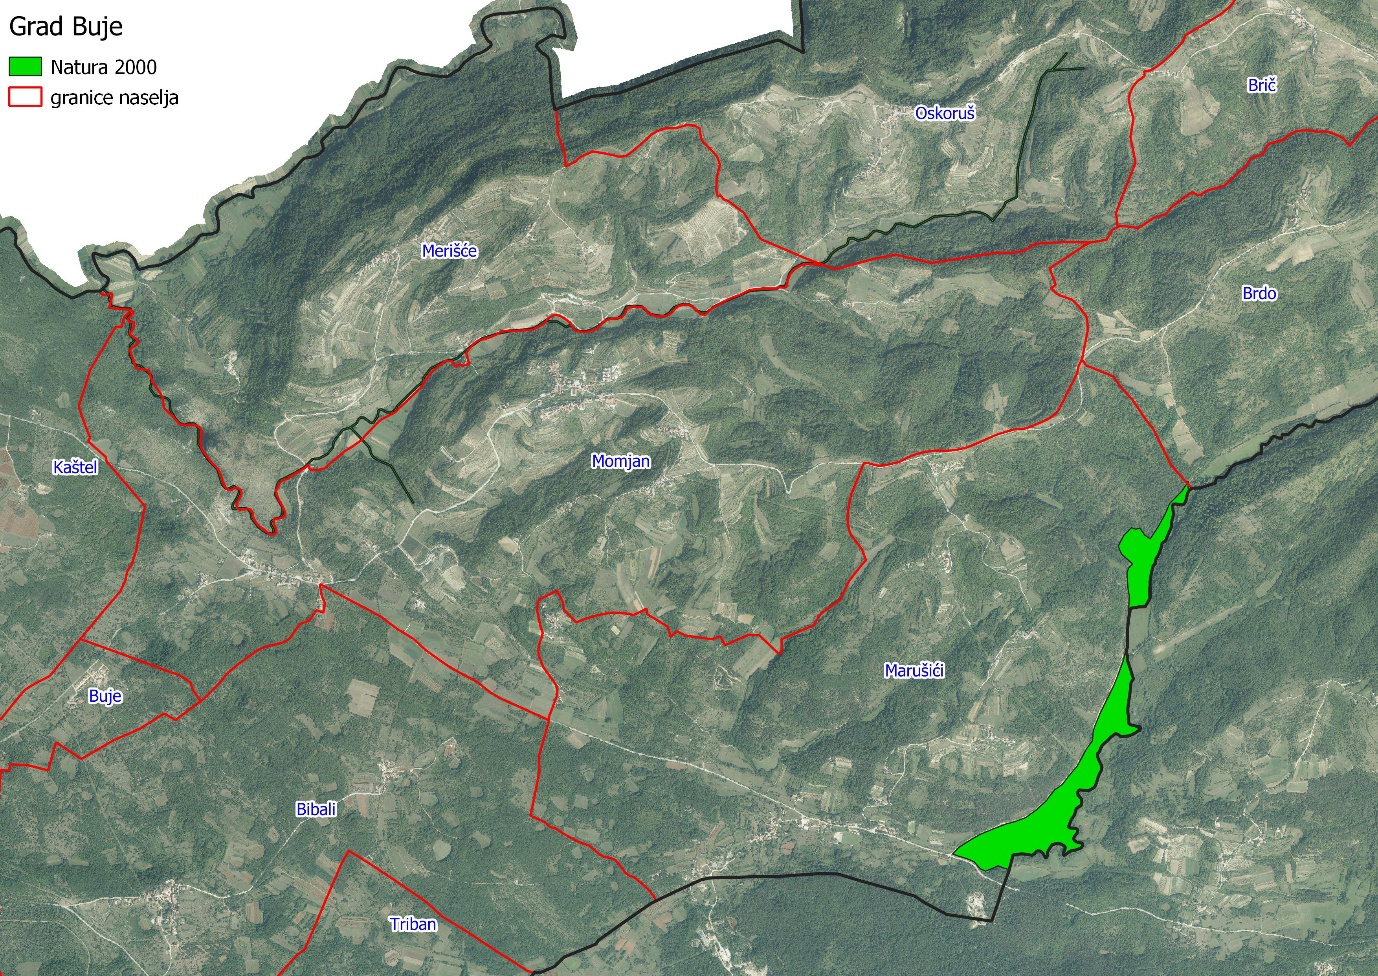 Grad Buje
Natura 2000
granice naselja
Brič
Oskoruš
Merišće
Brdo
Momjan
Kaštel
Marušići
Buje
Bibali
Triban